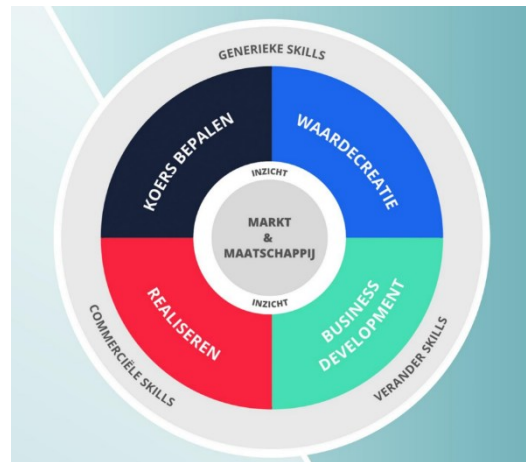 GENERIEKE SKILLS
KOERS BEPALEN
WAARDECREATIE
INZICHT
MARKT
&
MAATSCHAPPIJ
INZICHT
REALISEREN
BUSINESS
DEVELOPMENT
COMMERCIËLE SKILLS
VERANDER SKILLS